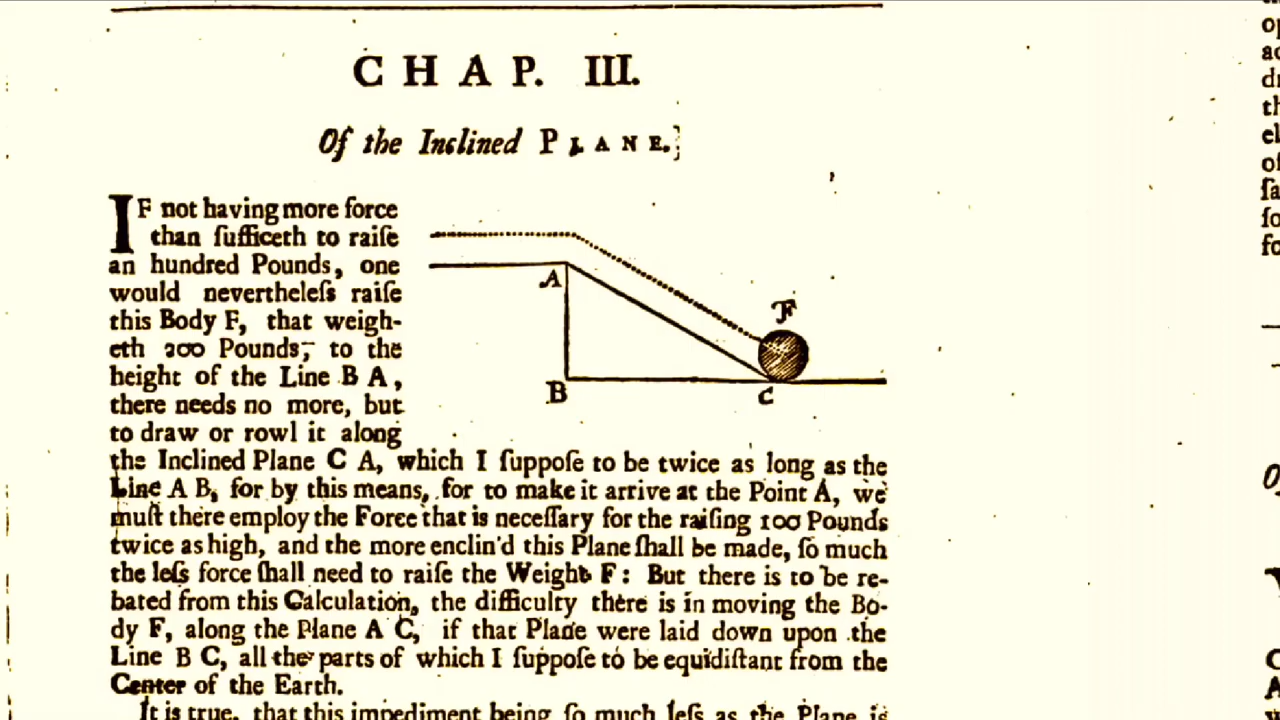 CHAP. III.
Of the Inclined PLANE.
IF not having more force
than ſufficeth to raiſe
an hundred Pounds, one
would nevertheleſs raiſe
this Body F, that weigh-
eth 200 Pounds, to the
height of the Line B A,
there needs no more, but
to draw or rowl it along
the Inclined Plane C A, which I ſuppoſe to be twice as long as the
Line A B, for by this means, for to make it arrive at the Point A, we
muſt there employ the Force that is neceſſary for the raiſing 100 Pounds
twice as high, and the more enclin'd this Plane ſhall be made, ſo much
the leſs force ſhall need to raiſe the Weight F: But there is to be re-
bated from this Calculation, the difficulty there is in moving the Bo-
dy F, along the Plane A C, if that Plane were laid down upon the
Line B C, all the parts of which I ſuppoſe to be equidiſtant from the
Center of the Earth.
It is true, that this impediment being ſo much leſs as the Plane is
A
B
C
F